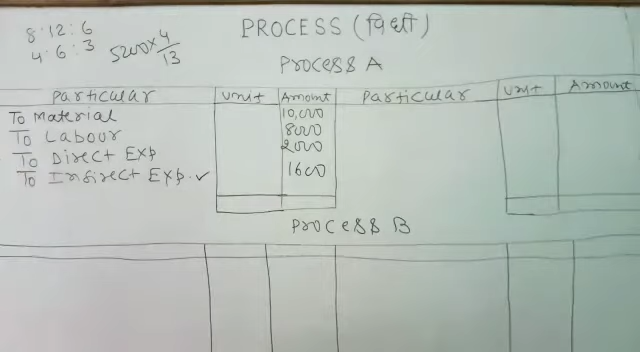 PROCESS (विधि)
8:12:6
4:6:3
5200×4/13
PROCESS A
Particular Unit Amount Particular Unit Amount
To Material 10,000
To Labour 8000
To Direct Exp 2000
To Indirect Exp. ✓ 1600
PROCESS B